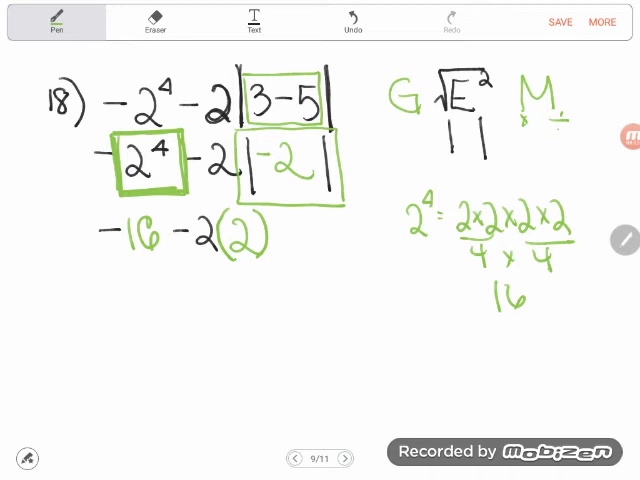 Pen Eraser Text Undo Redo SAVE MORE
18) -2⁴ - 2|3-5|
-2⁴ - 2·|-2|
-16 -2(2)
G √E² M
| | × ÷
2⁴ = 2×2×2×2
4 × 4
16
9/11
Recorded by mobizen